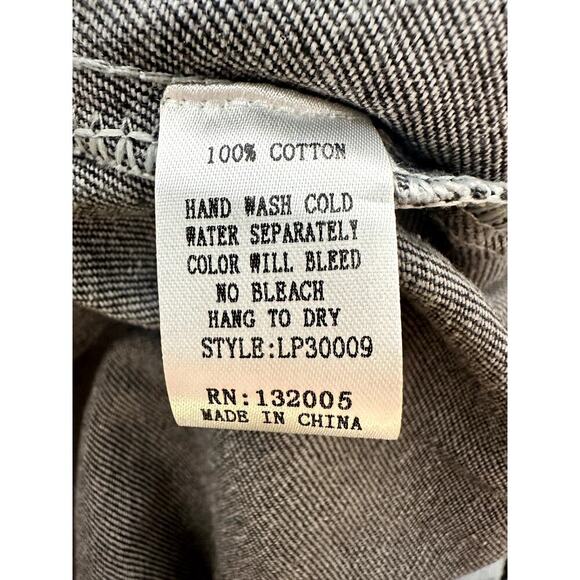 100% COTTON
HAND WASH COLD
WATER SEPARATELY
COLOR WILL BLEED
NO BLEACH
HANG TO DRY
STYLE:LP30009
RN:132005
MADE IN CHINA